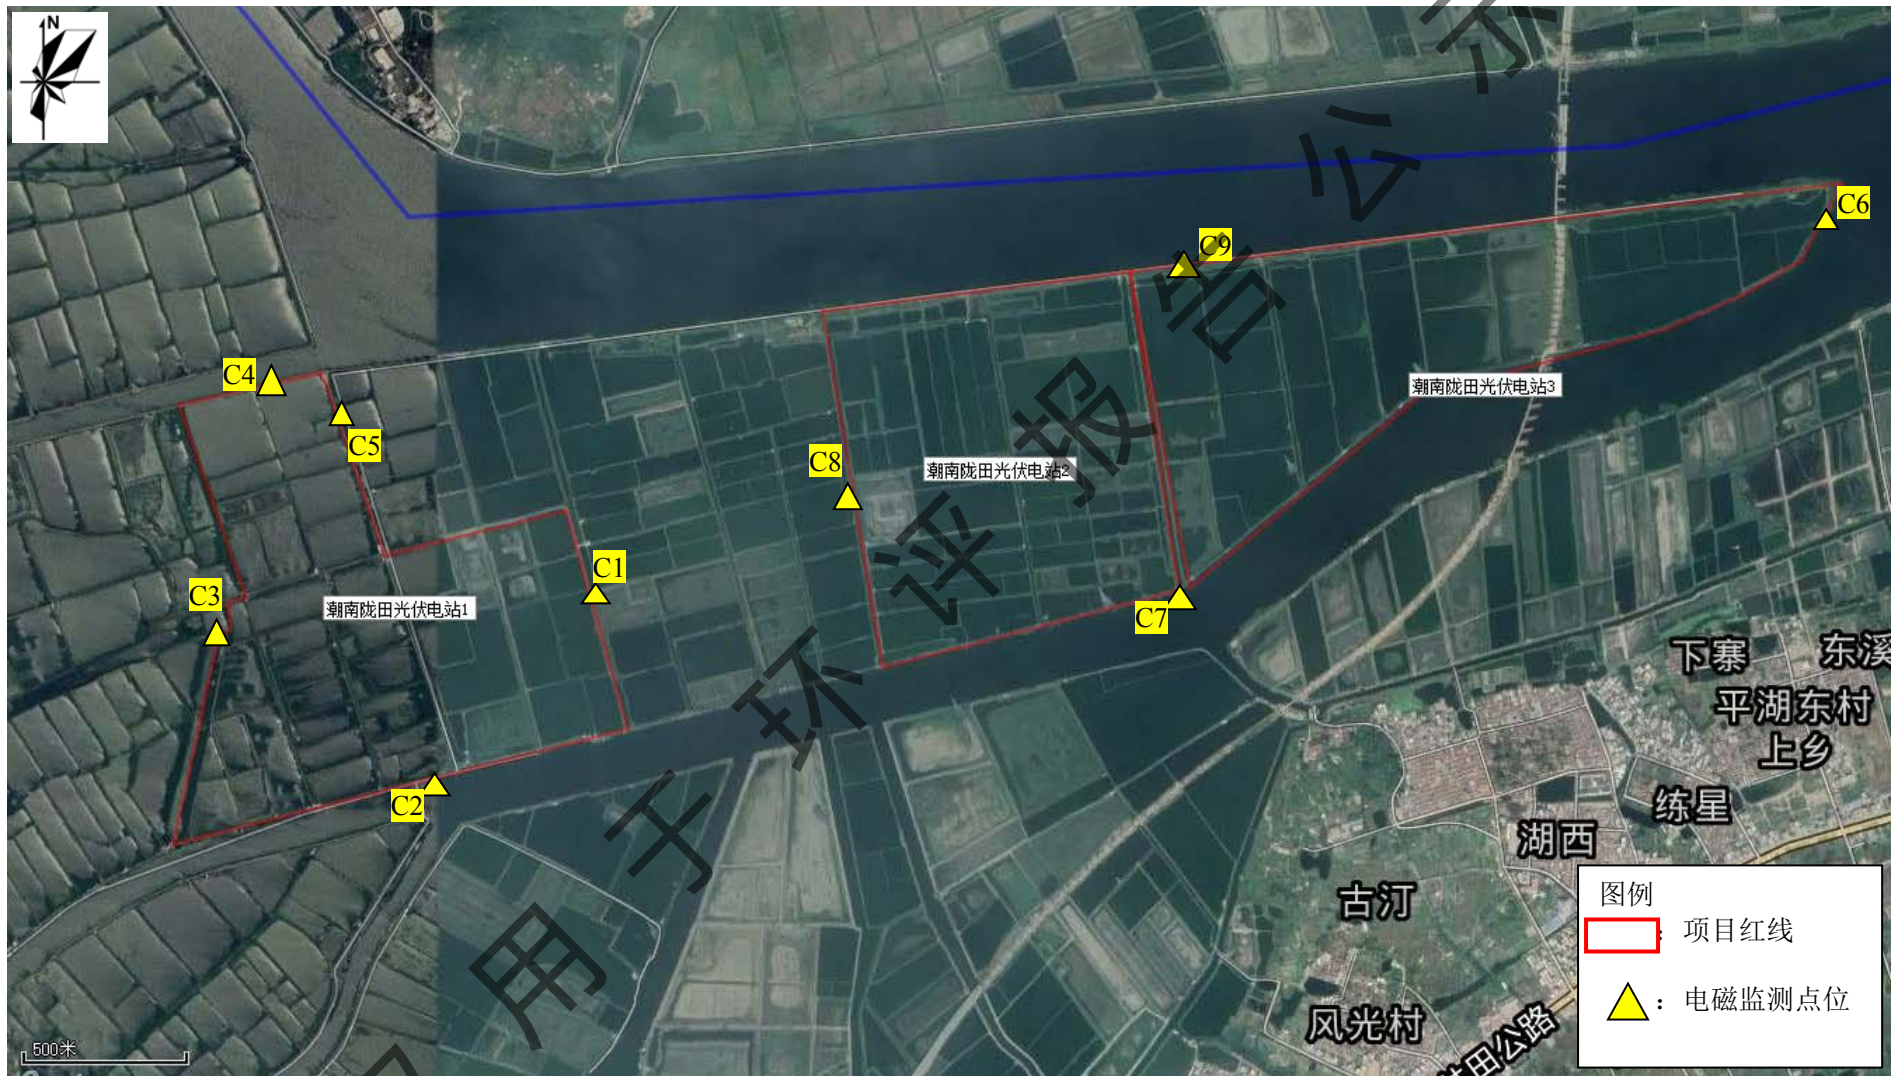 N
C6
C9
C4
C5
潮南陇田光伏电站3
C8
潮南陇田光伏电站2
C1
C3
潮南陇田光伏电站1
C7
C2
下寨
东溪
平湖东村
上乡
练星
湖西
古汀
风光村
田公路
500米
图例
：项目红线
：电磁监测点位
用于环评报告公示